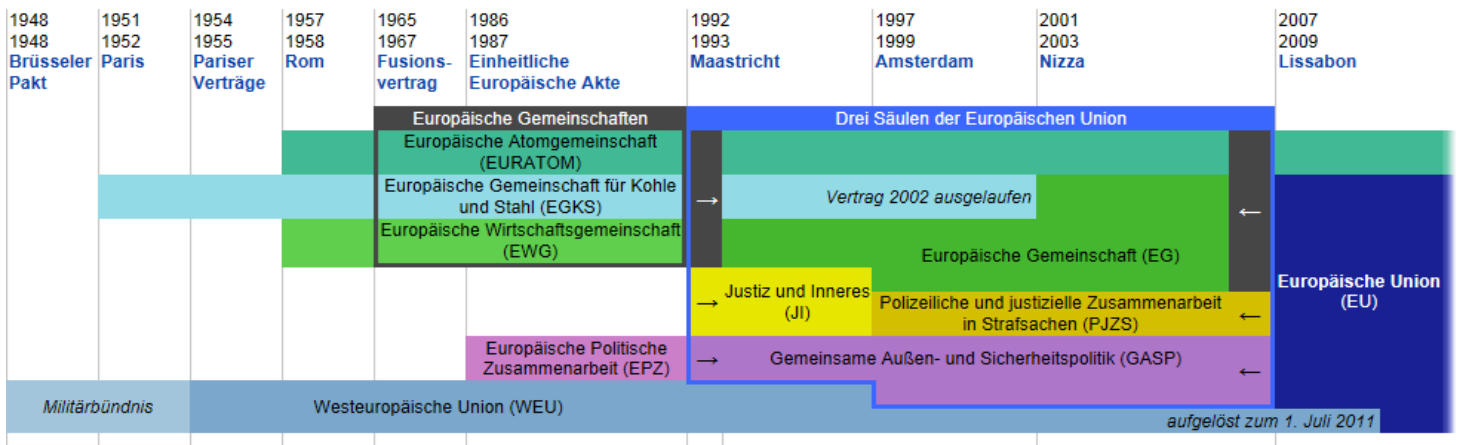 1948
1948
Brüsseler
Pakt
1951
1952
Paris
1954
1955
Pariser
Verträge
1957
1958
Rom
1965
1967
Fusions-
vertrag
1986
1987
Einheitliche
Europäische Akte
1992
1993
Maastricht
1997
1999
Amsterdam
2001
2003
Nizza
2007
2009
Lissabon
Europäische Gemeinschaften
Drei Säulen der Europäischen Union
Europäische Atomgemeinschaft
(EURATOM)
Europäische Gemeinschaft für Kohle
und Stahl (EGKS)
→
Vertrag 2002 ausgelaufen
←
Europäische Wirtschaftsgemeinschaft
(EWG)
Europäische Gemeinschaft (EG)
Europäische Union
(EU)
→
Justiz und Inneres
(JI)
Polizeiliche und justizielle Zusammenarbeit
in Strafsachen (PJZS)
←
Europäische Politische
Zusammenarbeit (EPZ)
→
Gemeinsame Außen- und Sicherheitspolitik (GASP)
←
Militärbündnis
Westeuropäische Union (WEU)
aufgelöst zum 1. Juli 2011